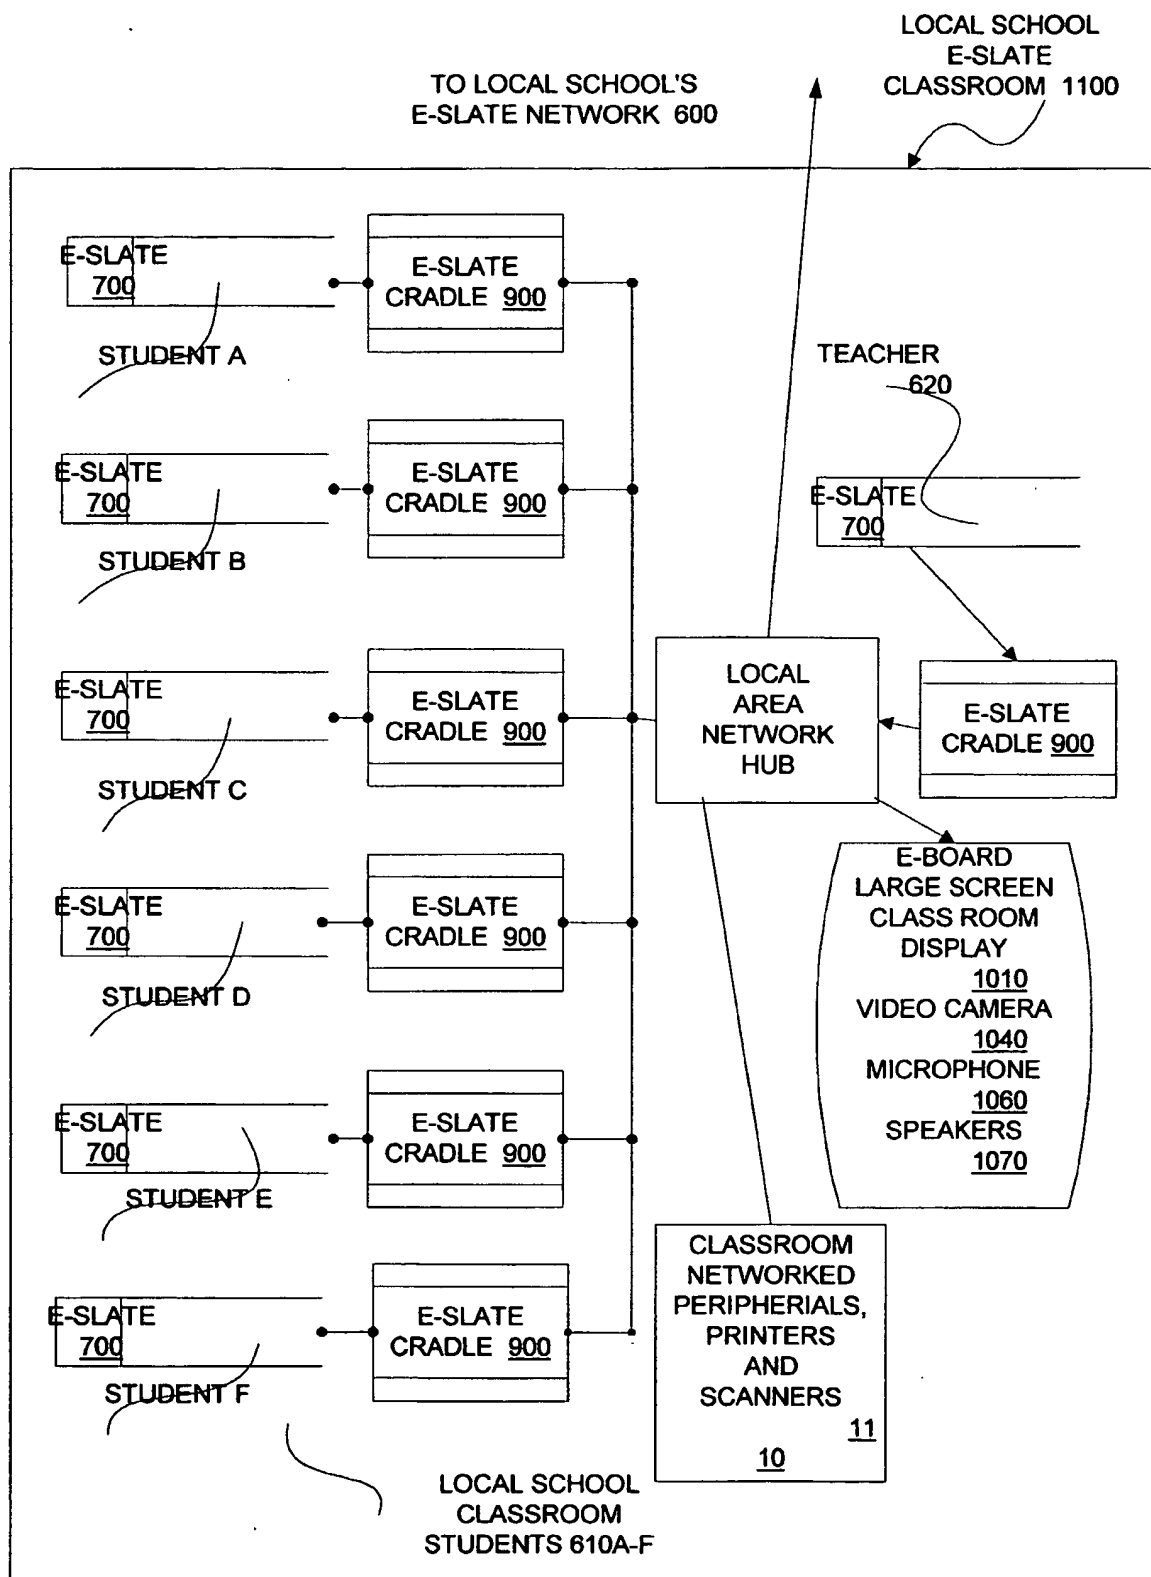 LOCAL SCHOOL
E-SLATE
CLASSROOM 1100
TO LOCAL SCHOOL'S
E-SLATE NETWORK 600
E-SLATE
700
STUDENT A
E-SLATE
CRADLE 900
E-SLATE
700
STUDENT B
E-SLATE
CRADLE 900
E-SLATE
700
STUDENT C
E-SLATE
CRADLE 900
E-SLATE
700
STUDENT D
E-SLATE
CRADLE 900
E-SLATE
700
STUDENT E
E-SLATE
CRADLE 900
E-SLATE
700
STUDENT F
E-SLATE
CRADLE 900
LOCAL SCHOOL
CLASSROOM
STUDENTS 610A-F
TEACHER
620
E-SLATE
700
E-SLATE
CRADLE 900
LOCAL
AREA
NETWORK
HUB
E-BOARD
LARGE SCREEN
CLASS ROOM
DISPLAY
1010
VIDEO CAMERA
1040
MICROPHONE
1060
SPEAKERS
1070
CLASSROOM
NETWORKED
PERIPHERIALS,
PRINTERS
AND
SCANNERS
11
10